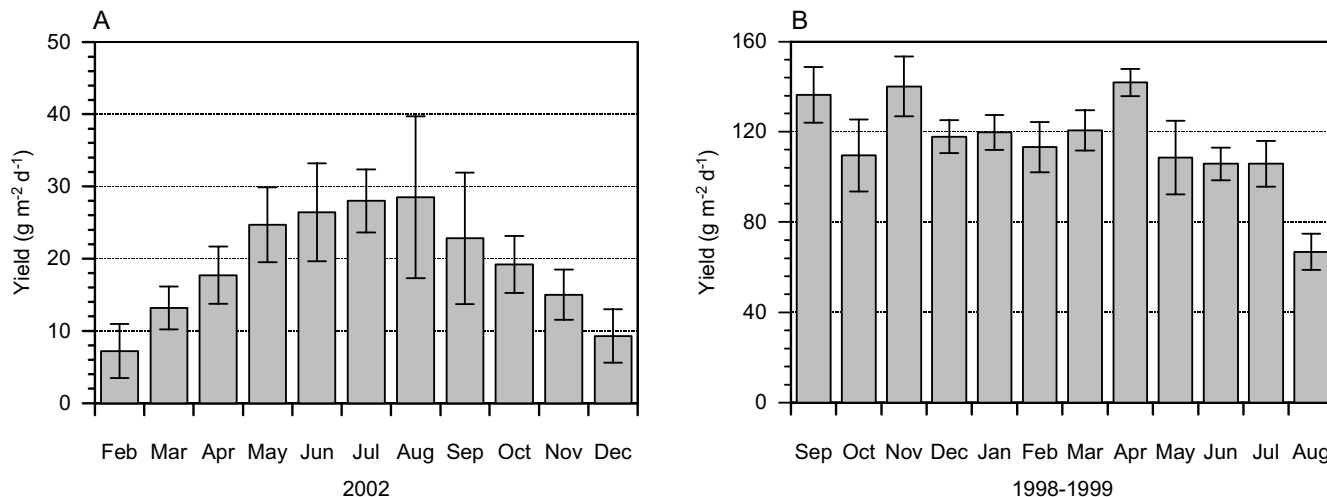 A
50
40
30
20
10
0
Yield (g m-2 d-1)
Feb Mar Apr May Jun Jul Aug Sep Oct Nov Dec
2002
B
160
120
80
40
0
Yield (g m-2 d-1)
Sep Oct Nov Dec Jan Feb Mar Apr May Jun Jul Aug
1998-1999